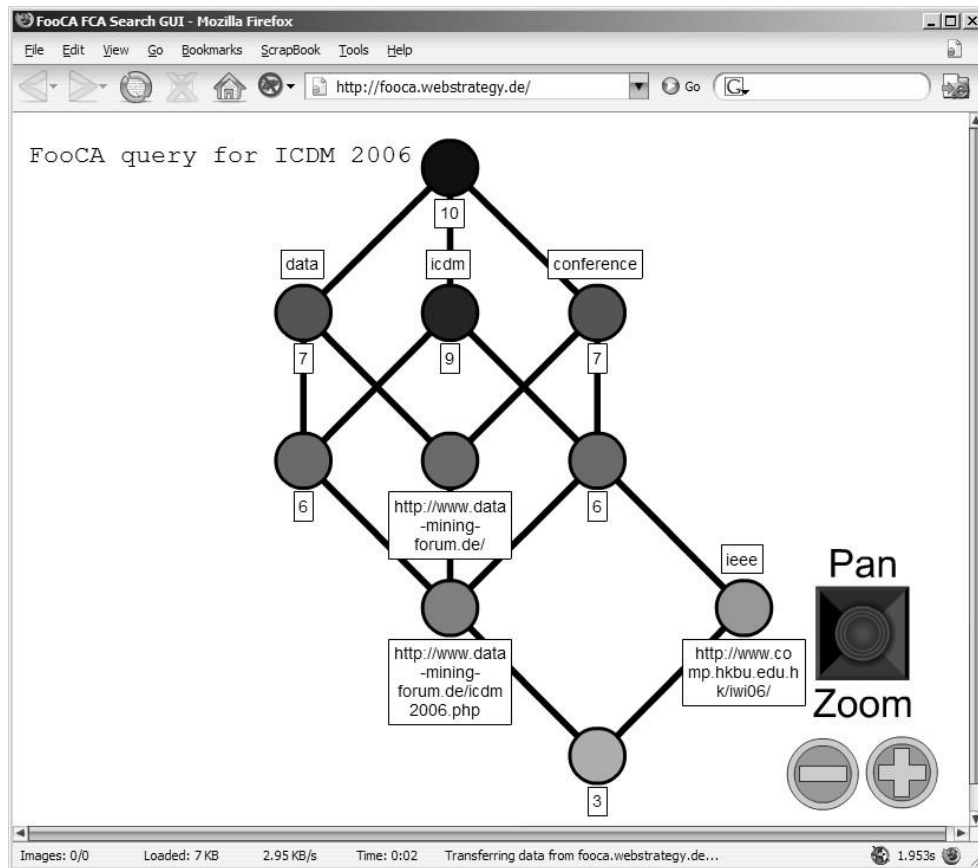 FooCA FCA Search GUI - Mozilla Firefox
File Edit View Go Bookmarks ScrapBook Tools Help
http://fooca.webstrategy.de/ Go G
FooCA query for ICDM 2006
10
data icdm conference
7 9 7
6
http://www.data
-mining-
forum.de/
6
ieee
http://www.data
-mining-
forum.de/icdm
2006.php
http://www.co
mp.hkbu.edu.h
k/iwi06/
3
Pan
Zoom
Images: 0/0 Loaded: 7 KB 2.95 KB/s Time: 0:02 Transferring data from fooca.webstrategy.de... 1.953s